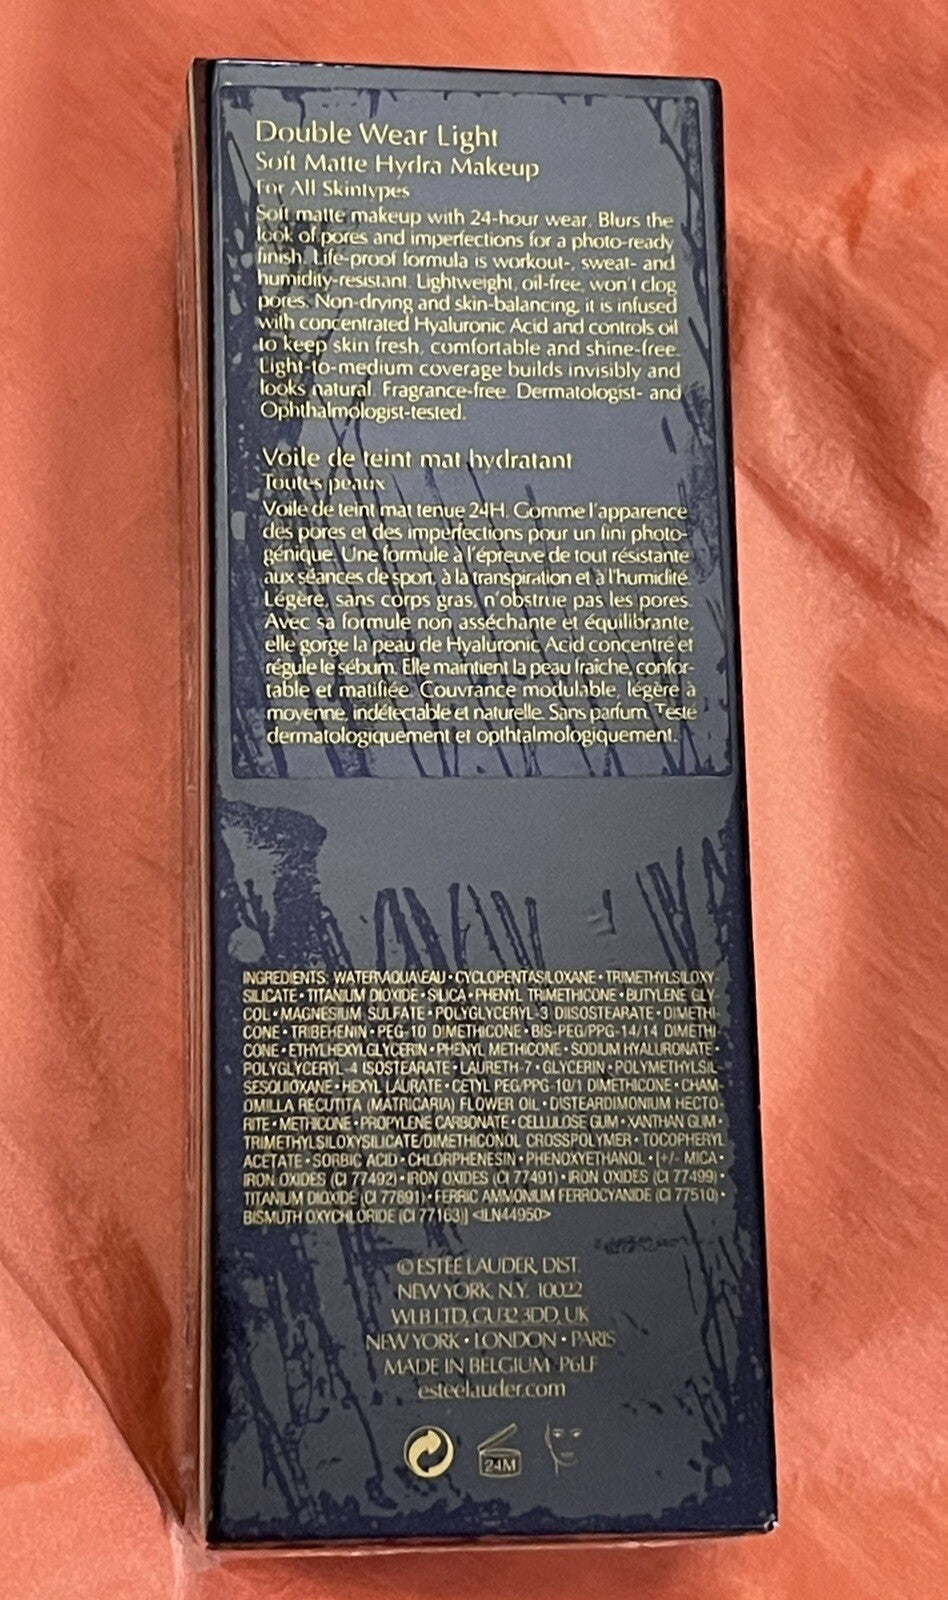 Double Wear Light
Soft Matte Hydra Makeup
For All Skintypes
Soft matte makeup with 24-hour wear. Blurs the
look of pores and imperfections for a photo-ready
finish. Life-proof formula is workout-, sweat- and
humidity-resistant. Lightweight, oil-free, won't clog
pores. Non-drying and skin-balancing, it is infused
with concentrated Hyaluronic Acid and controls oil
to keep skin fresh, comfortable and shine-free.
Light-to-medium coverage builds invisibly and
looks natural. Fragrance-free. Dermatologist- and
Ophthalmologist-tested.
Voile de teint mat hydratant
Toutes peaux
Voile de teint mat tenue 24H. Gomme l'apparence
des pores et des imperfections pour un fini photo-
génique. Une formule à l'épreuve de tout résistante
aux séances de sport, à la transpiration et à l'humidité.
Légère, sans corps gras, n'obstrue pas les pores.
Avec sa formule non asséchante et équilibrante,
elle gorge la peau de Hyaluronic Acid concentré et
régule le sébum. Elle maintient la peau fraîche, confor-
table et matifiée. Couvrance modulable, légère à
moyenne, indétectable et naturelle. Sans parfum. Testé
dermatologiquement et opthtalmologiquement.
INGREDIENTS: WATER\AQUA\EAU • CYCLOPENTASILOXANE • TRIMETHYLSILOXY-
SILICATE • TITANIUM DIOXIDE • SILICA • PHENYL TRIMETHICONE • BUTYLENE GLY-
COL • MAGNESIUM SULFATE • POLYGLYCERYL-3 DIISOSTEARATE • DIMETHI-
CONE • TRIBEHENIN • PEG-10 DIMETHICONE • BIS-PEG/PPG-14/14 DIMETHI-
CONE • ETHYLHEXYLGLYCERIN • PHENYL METHICONE • SODIUM HYALURONATE •
POLYGLYCERYL-4 ISOSTEARATE • LAURETH-7 • GLYCERIN • POLYMETHYLSIL-
SESQUIOXANE • HEXYL LAURATE • CETYL PEG/PPG-10/1 DIMETHICONE • CHAM-
OMILLA RECUTITA (MATRICARIA) FLOWER OIL • DISTEARDIMONIUM HECTO-
RITE • METHICONE • PROPYLENE CARBONATE • CELLULOSE GUM • XANTHAN GUM •
TRIMETHYLSILOXYSILICATE/DIMETHICONOL CROSSPOLYMER • TOCOPHERYL
ACETATE • SORBIC ACID • CHLORPHENESIN • PHENOXYETHANOL • [+/- MICA •
IRON OXIDES (CI 77492) • IRON OXIDES (CI 77491) • IRON OXIDES (CI 77499) •
TITANIUM DIOXIDE (CI 77891) • FERRIC AMMONIUM FERROCYANIDE (CI 77510) •
BISMUTH OXYCHLORIDE (CI 77163)] <ILN44950>
© ESTĒE LAUDER, DIST.
NEW YORK, N.Y. 10022
WLB LTD, GU32 3DD, UK
NEW YORK • LONDON • PARIS
MADE IN BELGIUM P6LF
esteelauder.com
24M